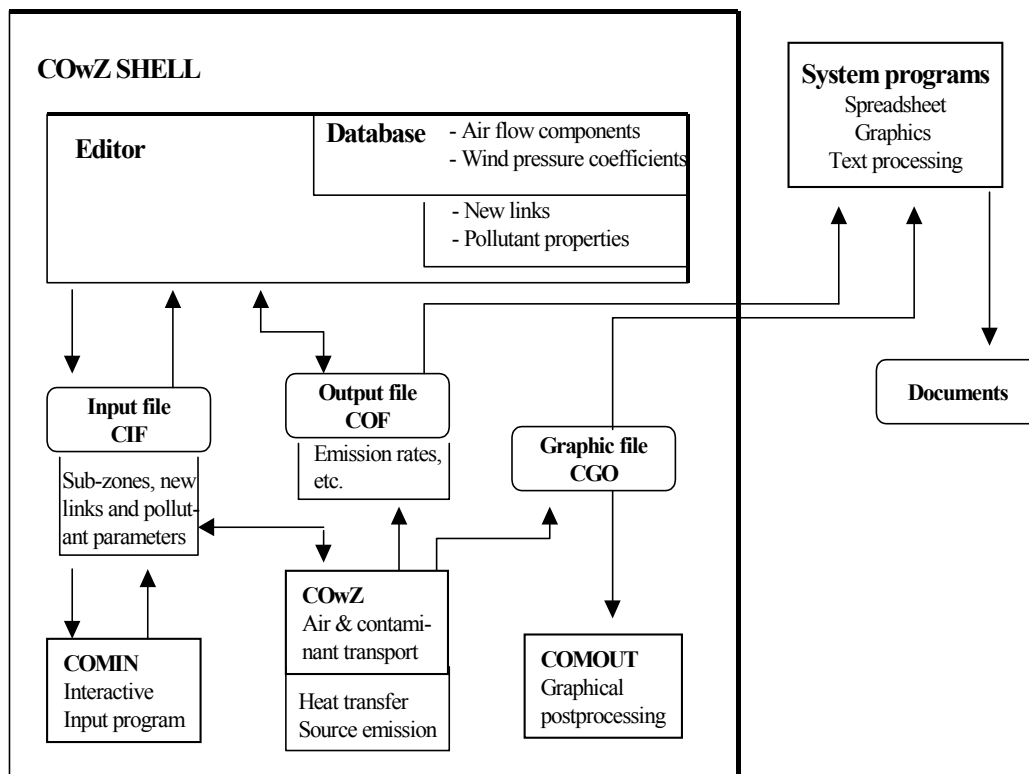 COwZ SHELL
Editor
Database
- Air flow components
- Wind pressure coefficients
- New links
- Pollutant properties
System programs
Spreadsheet
Graphics
Text processing
Documents
Input file
CIF
Sub-zones, new
links and pollut-
ant parameters
Output file
COF
Emission rates,
etc.
Graphic file
CGO
COMIN
Interactive
Input program
COwZ
Air & contami-
nant transport
Heat transfer
Source emission
COMOUT
Graphical
postprocessing